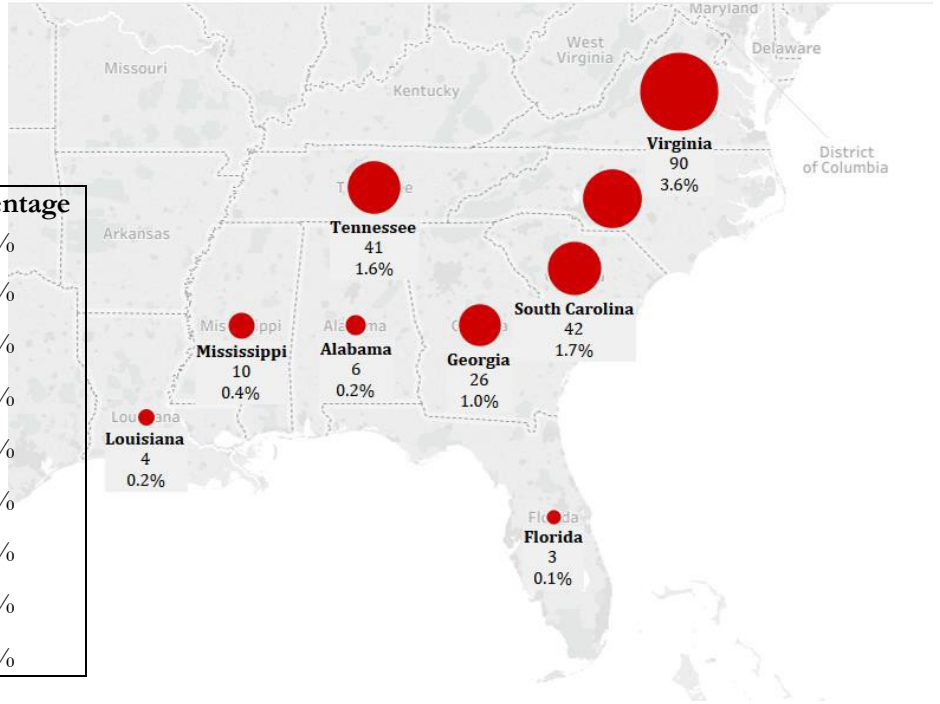 Maryland
West
Virginia
Delaware
Missouri
Kentucky
Virginia
90
3.6%
District
of Columbia
Tennessee
41
1.6%
Arkansas
South Carolina
42
1.7%
Mississippi
10
0.4%
Alabama
6
0.2%
Georgia
26
1.0%
Louisiana
4
0.2%
Florida
3
0.1%
entage
%
%
%
%
%
%
%
%
%